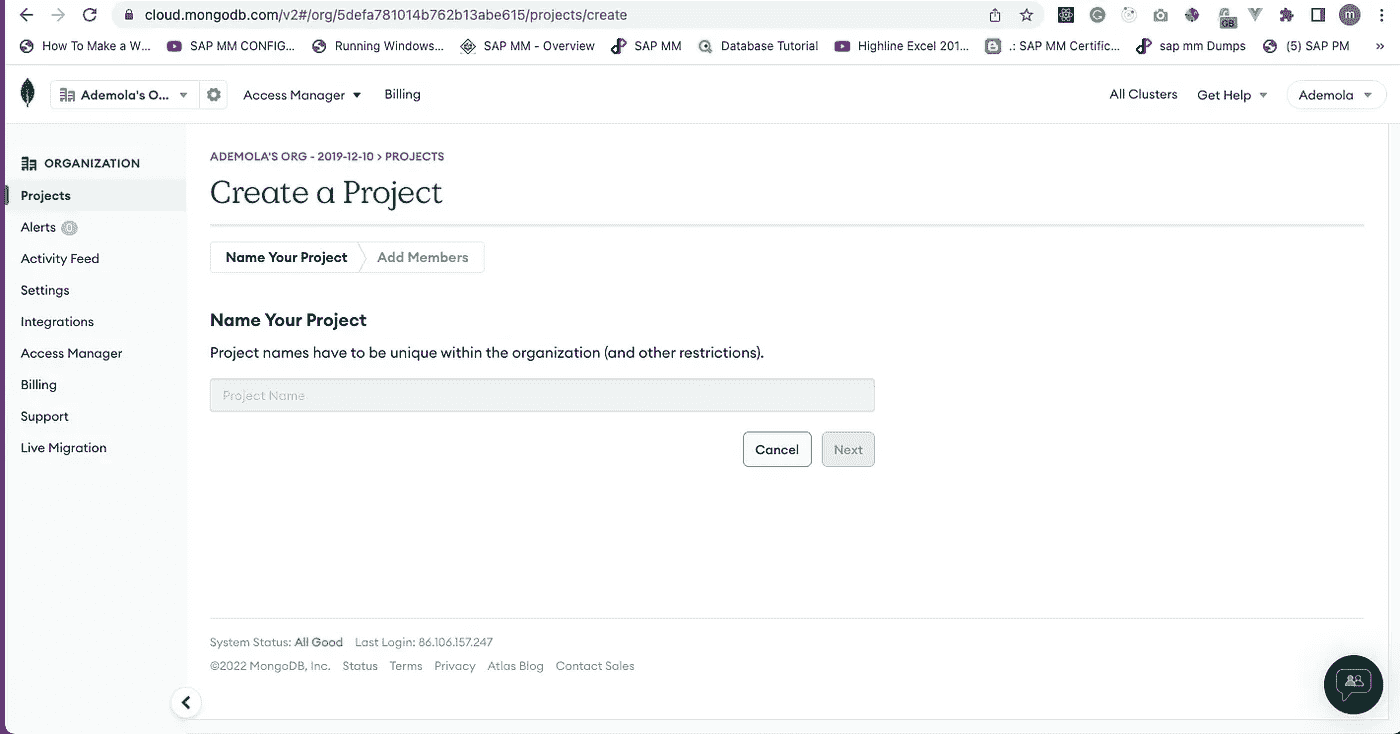 cloud.mongodb.com/v2#/org/5defa781014b762b13abe615/projects/create
GB
m
How To Make a W... SAP MM CONFIG... Running Windows... SAP MM - Overview SAP MM Database Tutorial Highline Excel 201... .: SAP MM Certific... sap mm Dumps (5) SAP PM »
Ademola's O... Access Manager Billing All Clusters Get Help Ademola
ORGANIZATION
Projects
Alerts 0
Activity Feed
Settings
Integrations
Access Manager
Billing
Support
Live Migration
ADEMOLA'S ORG - 2019-12-10 > PROJECTS
Create a Project
Name Your Project Add Members
Name Your Project
Project names have to be unique within the organization (and other restrictions).
Project Name
Cancel Next
System Status: All Good Last Login: 86.106.157.247
©2022 MongoDB, Inc. Status Terms Privacy Atlas Blog Contact Sales